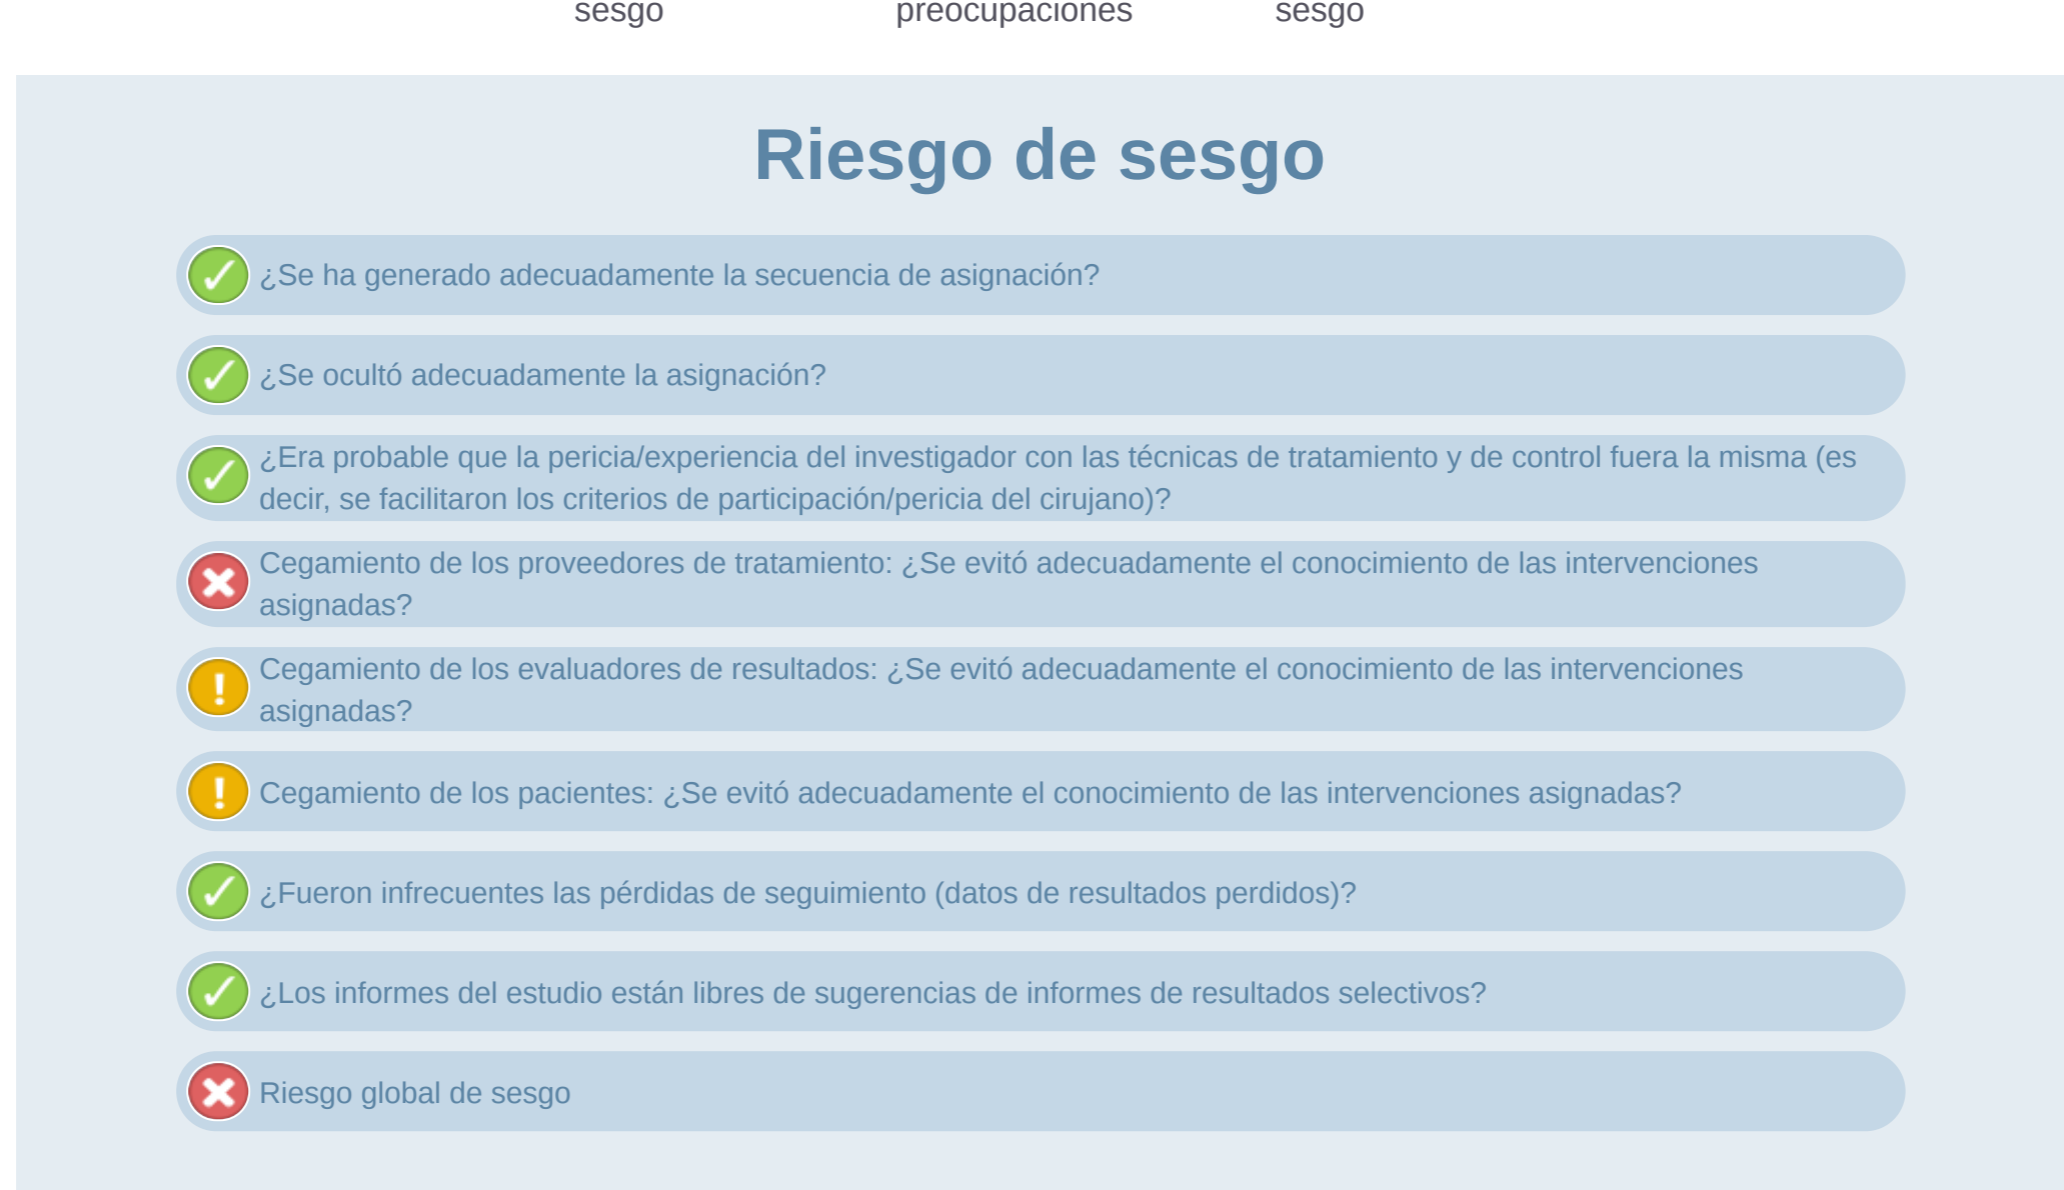 sesgo preocupaciones sesgo
Riesgo de sesgo
¿Se ha generado adecuadamente la secuencia de asignación?
¿Se ocultó adecuadamente la asignación?
¿Era probable que la pericia/experiencia del investigador con las técnicas de tratamiento y de control fuera la misma (es
decir, se facilitaron los criterios de participación/pericia del cirujano)?
Cegamiento de los proveedores de tratamiento: ¿Se evitó adecuadamente el conocimiento de las intervenciones
asignadas?
Cegamiento de los evaluadores de resultados: ¿Se evitó adecuadamente el conocimiento de las intervenciones
asignadas?
Cegamiento de los pacientes: ¿Se evitó adecuadamente el conocimiento de las intervenciones asignadas?
¿Fueron infrecuentes las pérdidas de seguimiento (datos de resultados perdidos)?
¿Los informes del estudio están libres de sugerencias de informes de resultados selectivos?
Riesgo global de sesgo